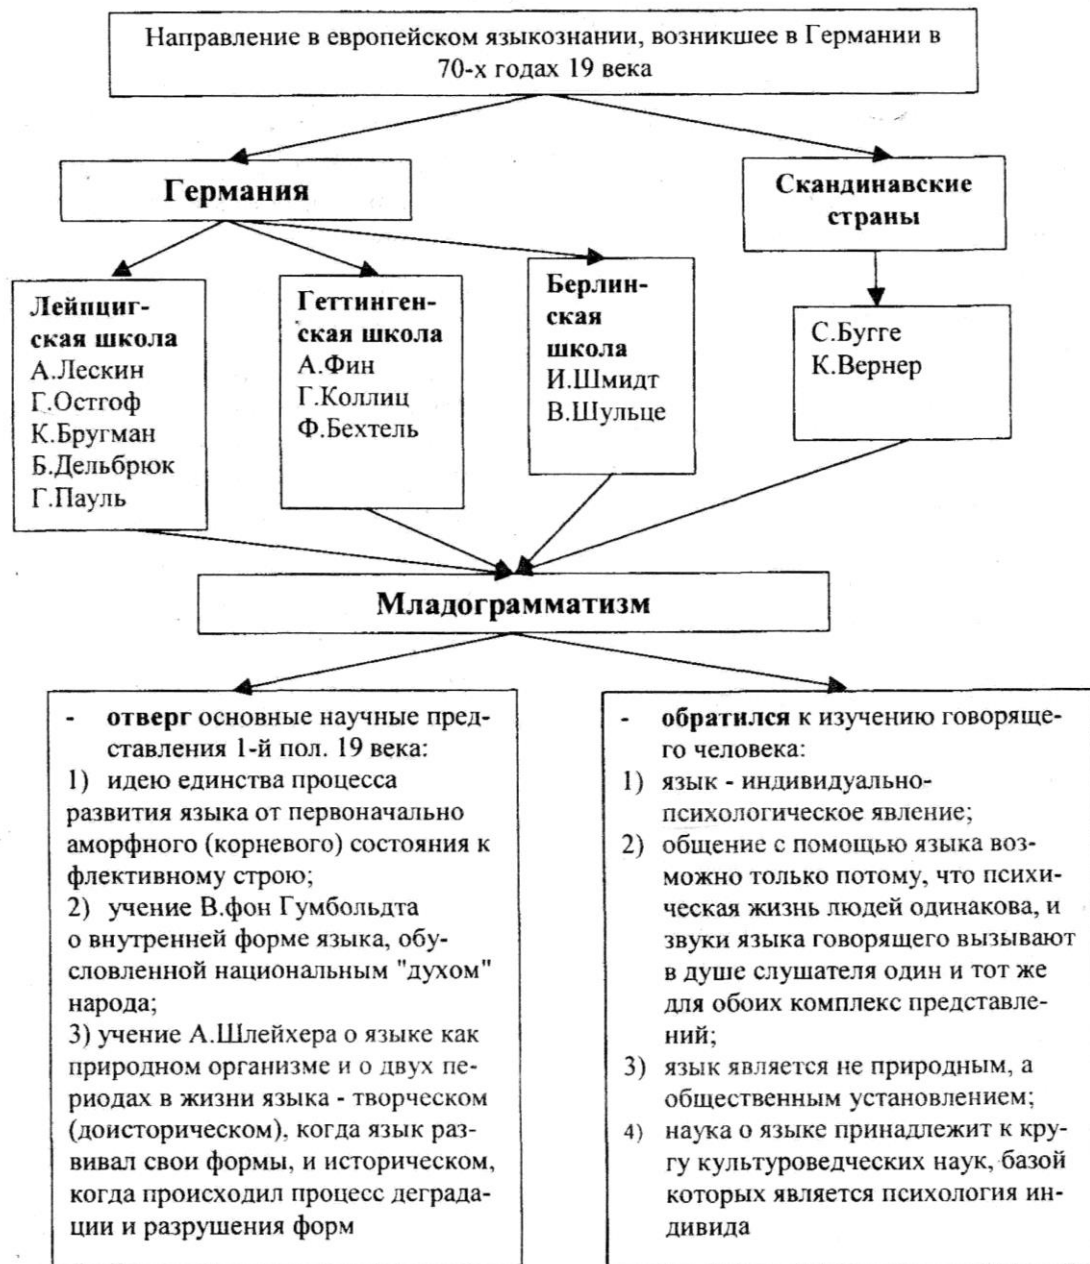 Направление в европейском языкознании, возникшее в Германии в
70-х годах 19 века
Германия
Скандинавские
страны
Лейпциг-
ская школа
А.Лескин
Г.Остгоф
К.Бругман
Б.Дельбрюк
Г.Пауль
Геттинген-
ская школа
А.Фин
Г.Коллиц
Ф.Бехтель
Берлин-
ская
школа
И.Шмидт
В.Шульце
С.Бугге
К.Вернер
Младограмматизм
- отверг основные научные пред-
ставления 1-й пол. 19 века:
1) идею единства процесса
развития языка от первоначально
аморфного (корневого) состояния к
флективному строю;
2) учение В.фон Гумбольдта
о внутренней форме языка, обу-
словленной национальным "духом"
народа;
3) учение А.Шлейхера о языке как
природном организме и о двух пе-
риодах в жизни языка - творческом
(доисторическом), когда язык раз-
вивал свои формы, и историческом,
когда происходил процесс деграда-
ции и разрушения форм
- обратился к изучению говоряще-
го человека:
1) язык - индивидуально-
психологическое явление;
2) общение с помощью языка воз-
можно только потому, что психи-
ческая жизнь людей одинакова, и
звуки языка говорящего вызывают
в душе слушателя один и тот же
для обоих комплекс представле-
ний;
3) язык является не природным, а
общественным установлением;
4) наука о языке принадлежит к кру-
гу культуроведческих наук, базой
которых является психология ин-
дивида